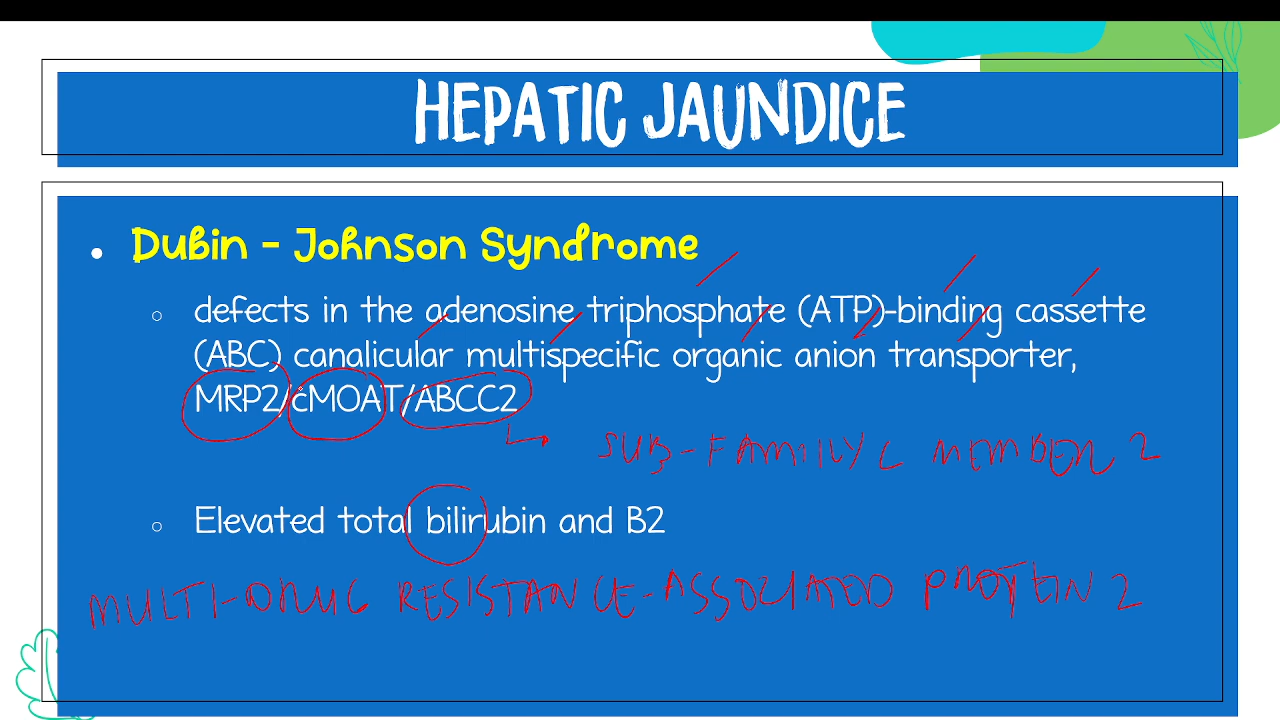 HEPATIC JAUNDICE
• Dubin - Johnson Syndrome
○ defects in the adenosine triphosphate (ATP)-binding cassette
(ABC) canalicular multispecific organic anion transporter,
MRP2/cMOAT/ABCC2
SUB-FAMILY C MEMBER 2
○ Elevated total bilirubin and B2
MULTI-DRUG RESISTANCE-ASSOCIATED PROTEIN 2